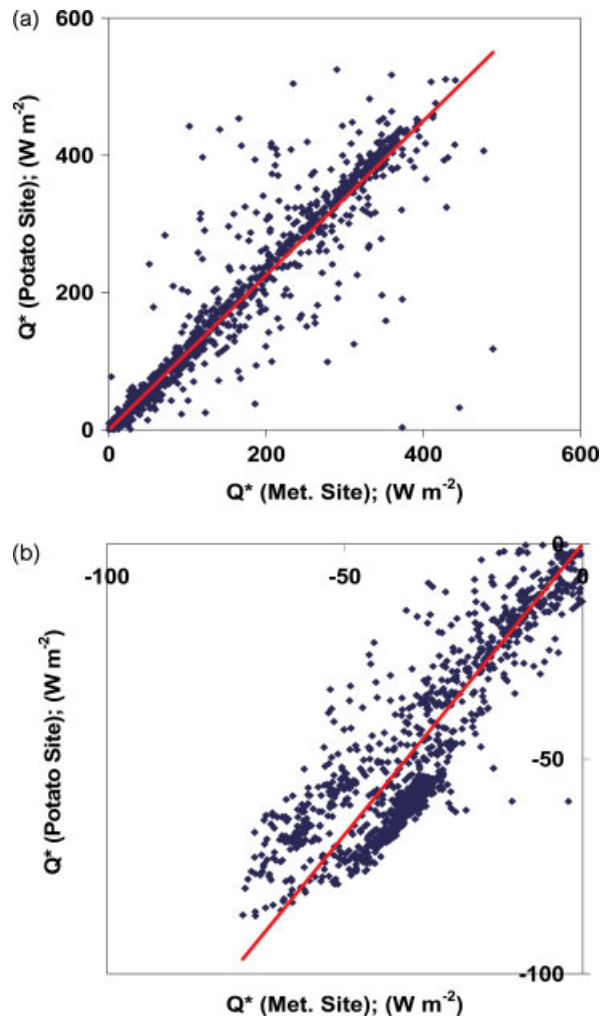 (a)
600
400
200
0
Q* (Potato Site); (W m⁻²)
0 200 400 600
Q* (Met. Site); (W m⁻²)
(b)
-100 -50 0
0
-50
-100
Q* (Potato Site); (W m⁻²)
Q* (Met. Site); (W m⁻²)